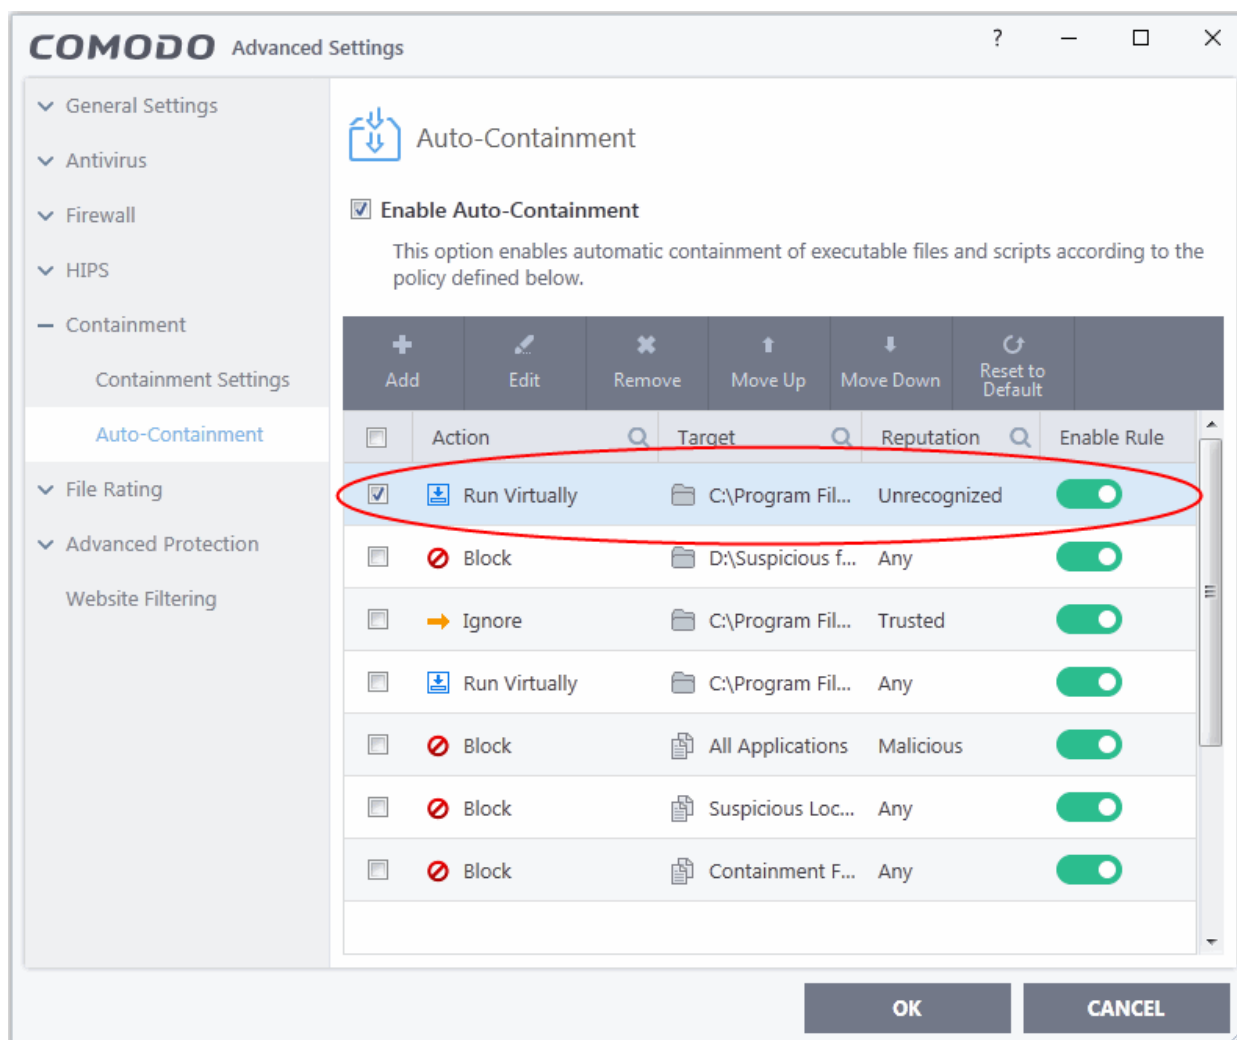 COMODO Advanced Settings ?
General Settings
Antivirus
Firewall
HIPS
Containment
Containment Settings
Auto-Containment
File Rating
Advanced Protection
Website Filtering
Auto-Containment
Enable Auto-Containment
This option enables automatic containment of executable files and scripts according to the
policy defined below.
Add Edit Remove Move Up Move Down Reset to
Default
Action Target Reputation Enable Rule
Run Virtually C:\Program Fil... Unrecognized
Block D:\Suspicious f... Any
Ignore C:\Program Fil... Trusted
Run Virtually C:\Program Fil... Any
Block All Applications Malicious
Block Suspicious Loc... Any
Block Containment F... Any
OK CANCEL